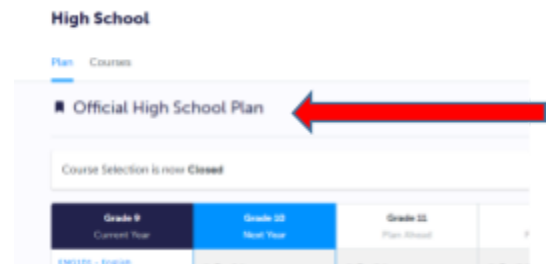 High School
Plan Courses
Official High School Plan
Course Selection is now Closed
Grade 9 Grade 10 Grade 11
Current Year Next Year Plan Ahead
English